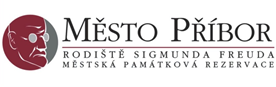 Město Příbor
RODIŠTĚ SIGMUNDA FREUDA
MĚSTSKÁ PAMÁTKOVÁ REZERVACE